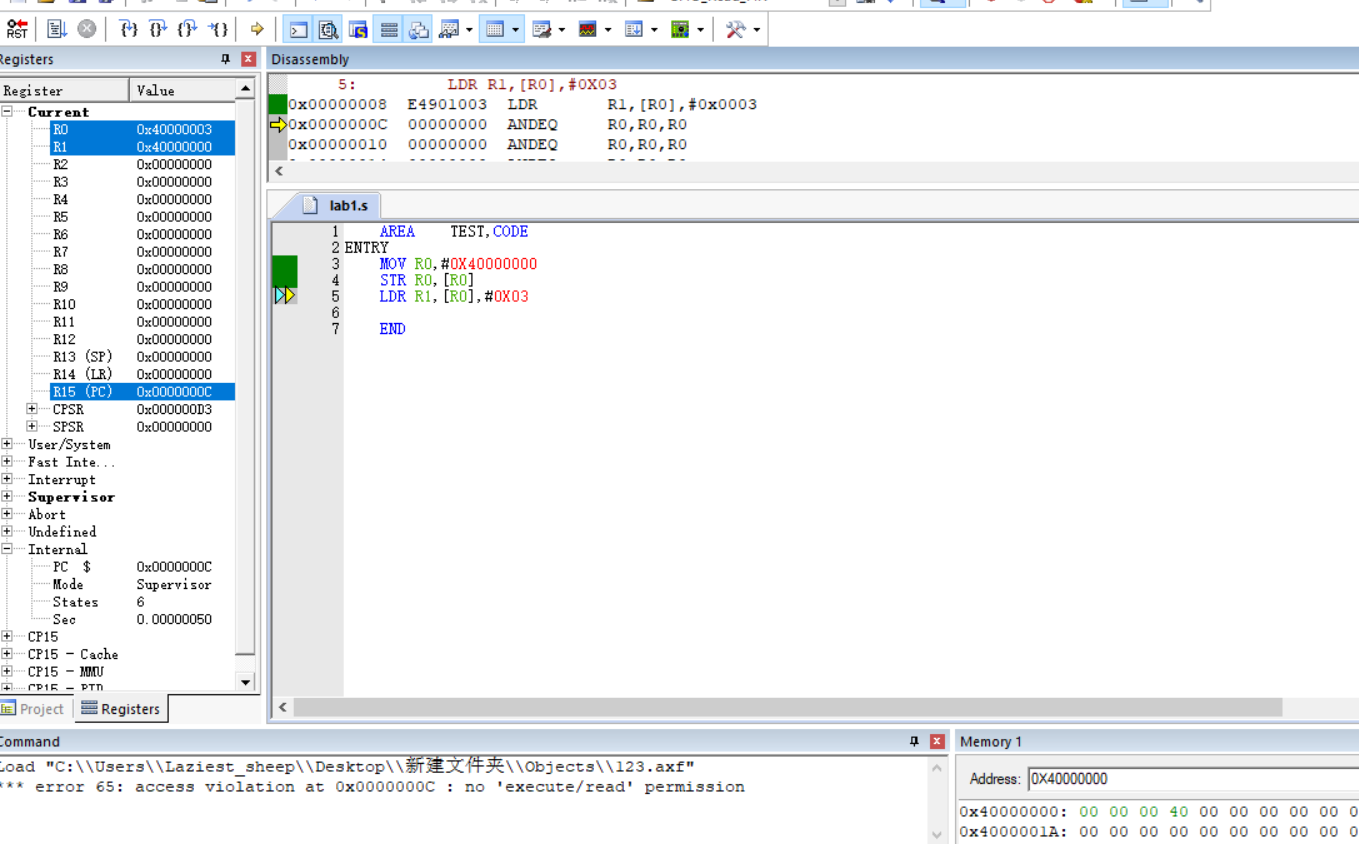 RST
Registers
Disassembly
Register Value
Current
R0 0x40000003
R1 0x40000000
R2 0x00000000
R3 0x00000000
R4 0x00000000
R5 0x00000000
R6 0x00000000
R7 0x00000000
R8 0x00000000
R9 0x00000000
R10 0x00000000
R11 0x00000000
R12 0x00000000
R13 (SP) 0x00000000
R14 (LR) 0x00000000
R15 (PC) 0x0000000C
CPSR 0x000000D3
SPSR 0x00000000
User/System
Fast Inte...
Interrupt
Supervisor
Abort
Undefined
Internal
PC $ 0x0000000C
Mode Supervisor
States 6
Sec 0.00000050
CP15
CP15 - Cache
CP15 - MMU
Project Registers
5: LDR R1,[R0],#0X03
0x00000008 E4901003 LDR R1,[R0],#0x0003
0x0000000C 00000000 ANDEQ R0,R0,R0
0x00000010 00000000 ANDEQ R0,R0,R0
lab1.s
1 AREA TEST,CODE
2 ENTRY
3 MOV R0,#0X40000000
4 STR R0,[R0]
5 LDR R1,[R0],#0X03
6
7 END
Command
Load "C:\\Users\\Laziest_sheep\\Desktop\\新建文件夹\\Objects\\123.axf"
*** error 65: access violation at 0x0000000C : no 'execute/read' permission
Memory 1
Address: 0X40000000
0x40000000: 00 00 00 40 00 00 00 00 00
0x4000001A: 00 00 00 00 00 00 00 00 00